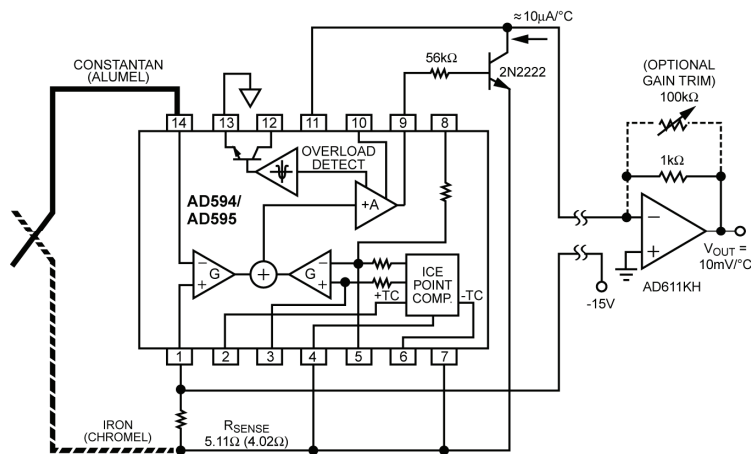 ≈10μA/°C
CONSTANTAN
(ALUMEL)
56kΩ
2N2222
(OPTIONAL
GAIN TRIM)
100kΩ
14
13
12
11
10
9
8
OVERLOAD
DETECT
1kΩ
AD594/
AD595
+A
−
G
+
+
−
G
+
ICE
POINT
COMP.
+TC
-TC
−
+
VOUT =
10mV/°C
AD611KH
-15V
1
2
3
4
5
6
7
IRON
(CHROMEL)
RSENSE
5.11Ω (4.02Ω)